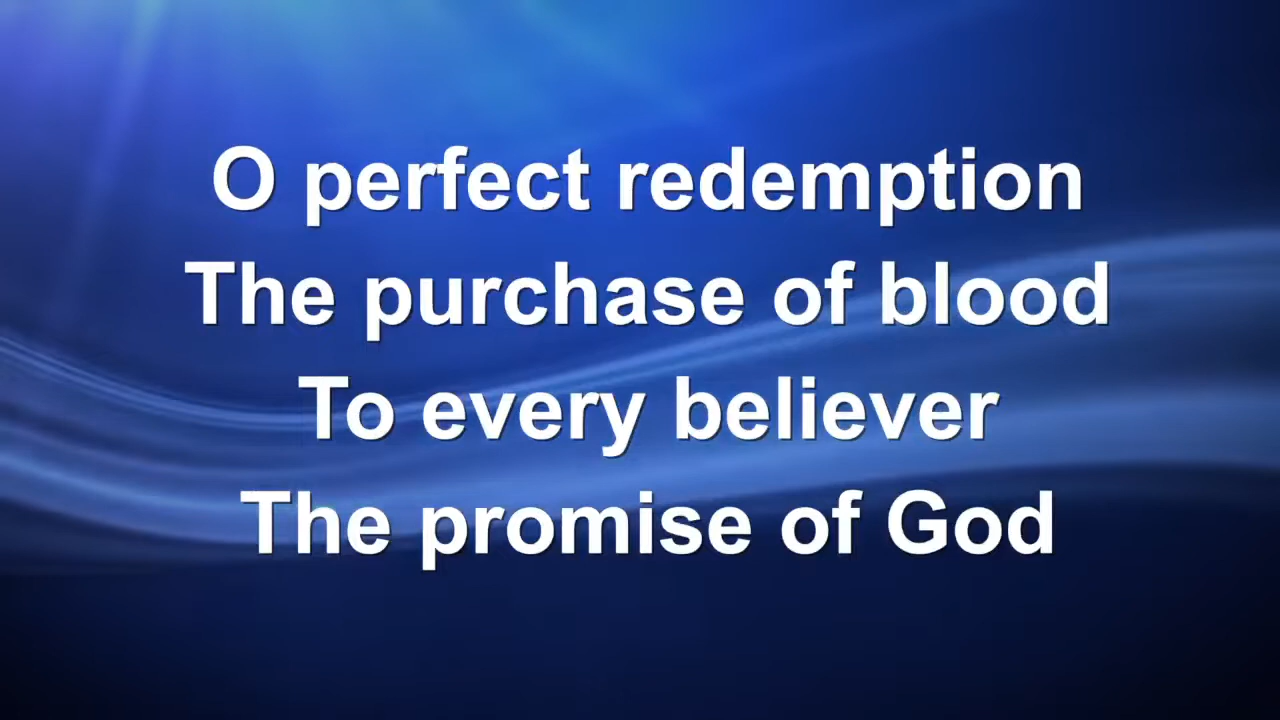 O perfect redemption
The purchase of blood
To every believer
The promise of God